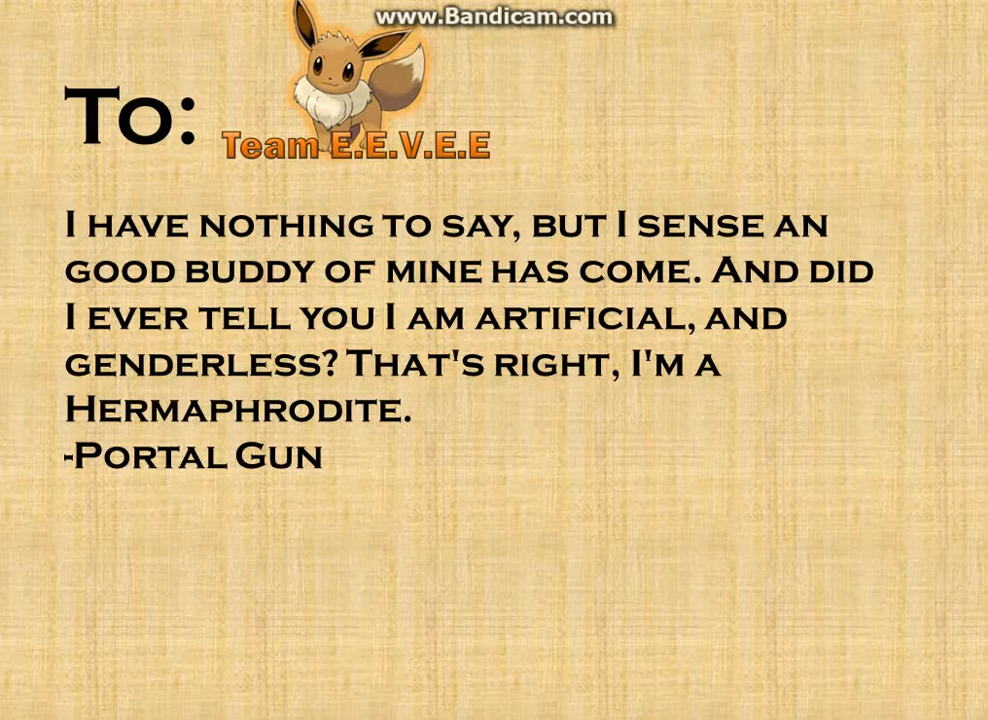 www.Bandicam.com
To:
Team E.E.V.E.E
I have nothing to say, but I sense an
good buddy of mine has come. And did
I ever tell you I am artificial, and
genderless? That's right, I'm a
Hermaphrodite.
-Portal Gun